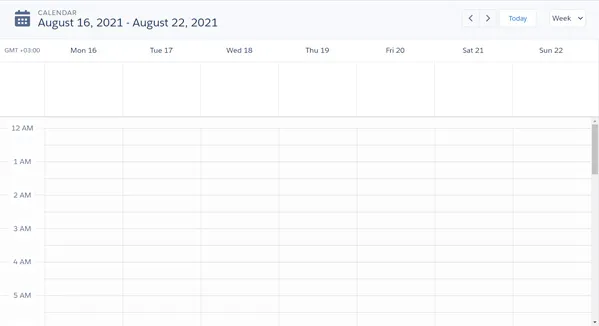 CALENDAR
August 16, 2021 - August 22, 2021
Today
Week
GMT +03:00
Mon 16
Tue 17
Wed 18
Thu 19
Fri 20
Sat 21
Sun 22
12 AM
1 AM
2 AM
3 AM
4 AM
5 AM